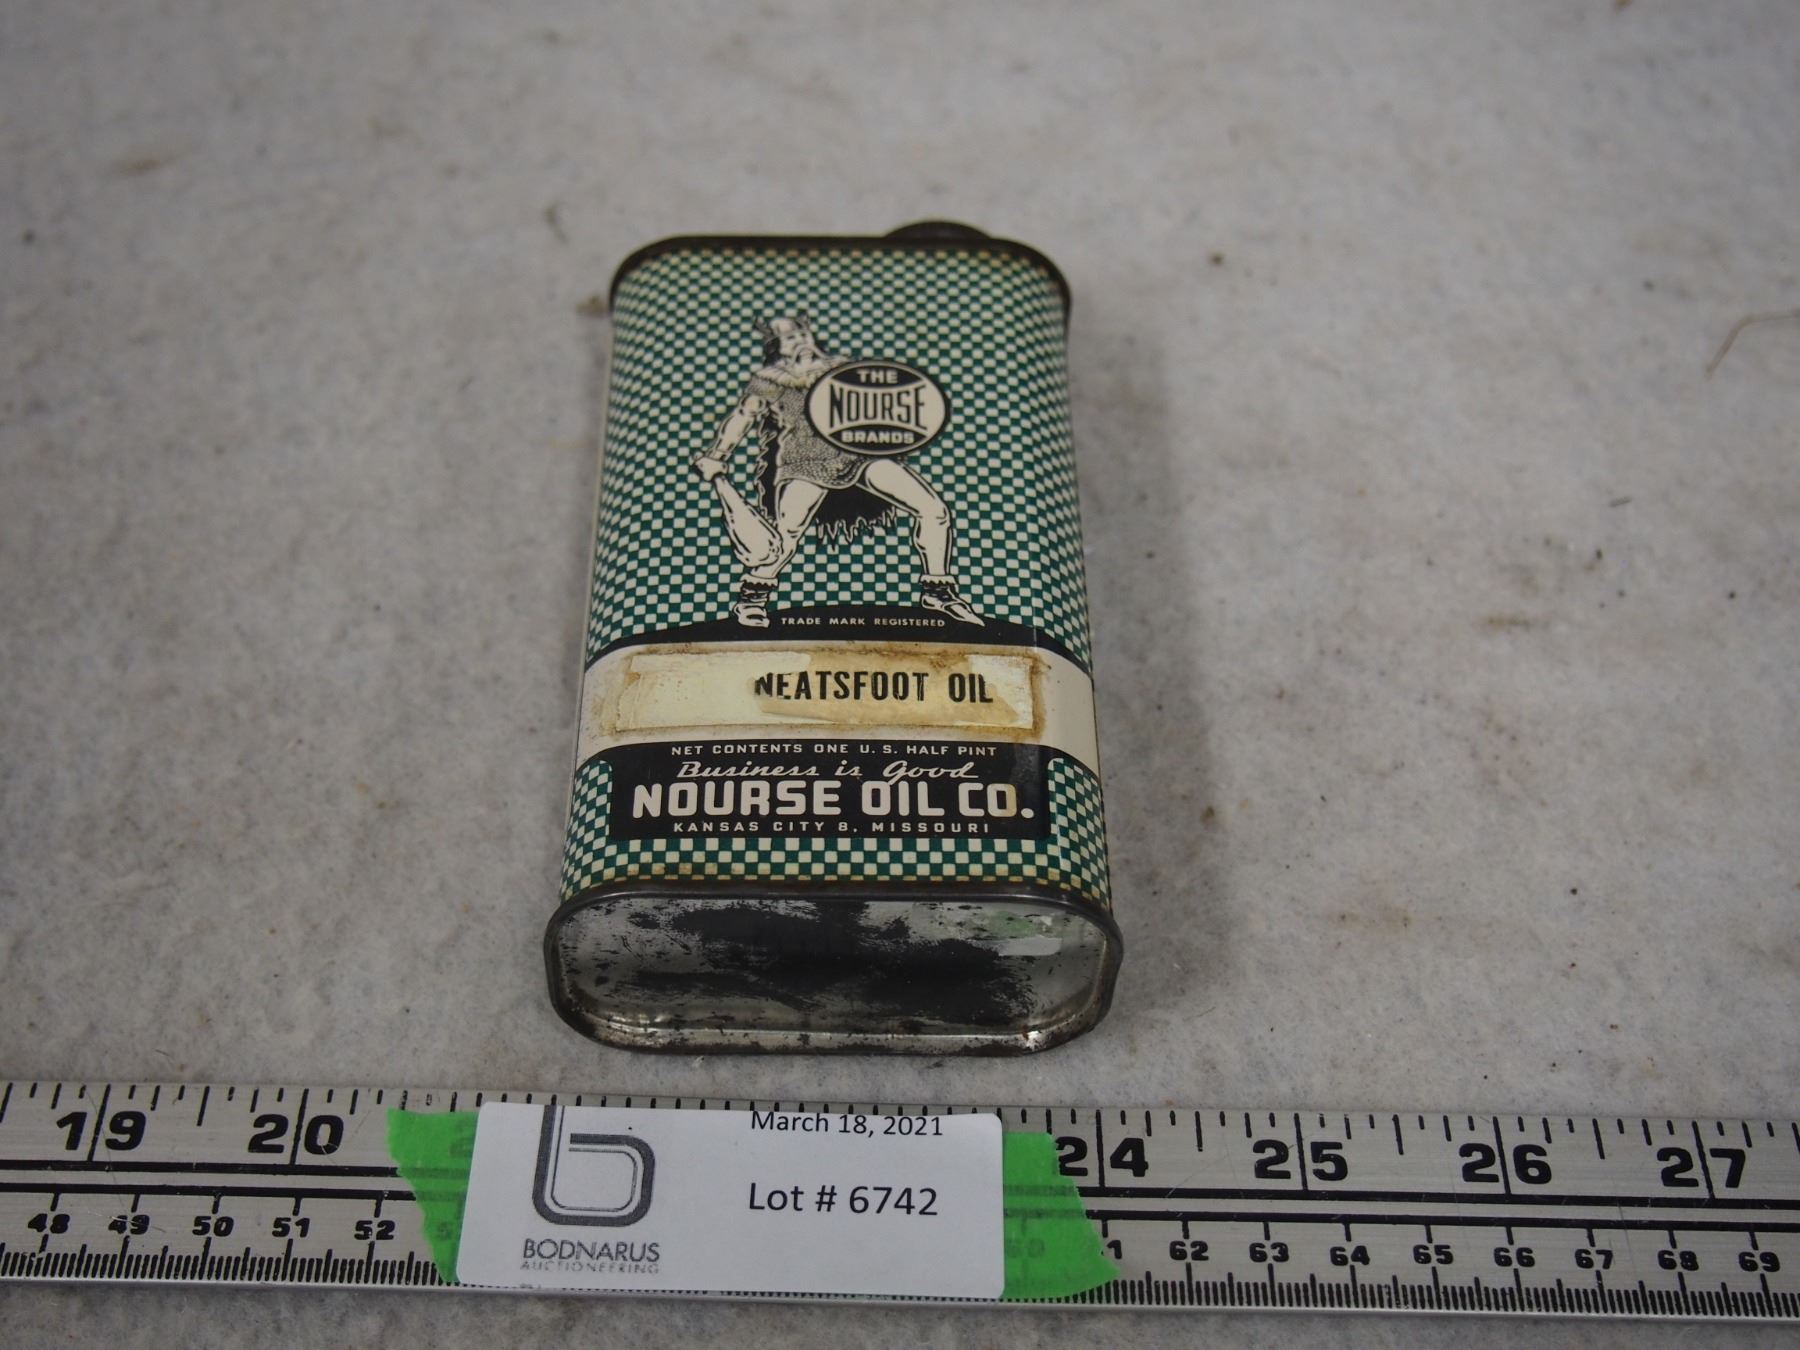 THE
NOURSE
BRANDS
TRADE MARK REGISTERED
NEATSFOOT OIL
NET CONTENTS ONE U.S. HALF PINT
Business is Good
NOURSE OIL CO.
KANSAS CITY 8, MISSOURI
19 20 24 25 26 27
March 18, 2021
Lot # 6742
BODNARUS
AUCTIONEERING
48 49 50 51 52 62 63 64 65 66 67 68 69